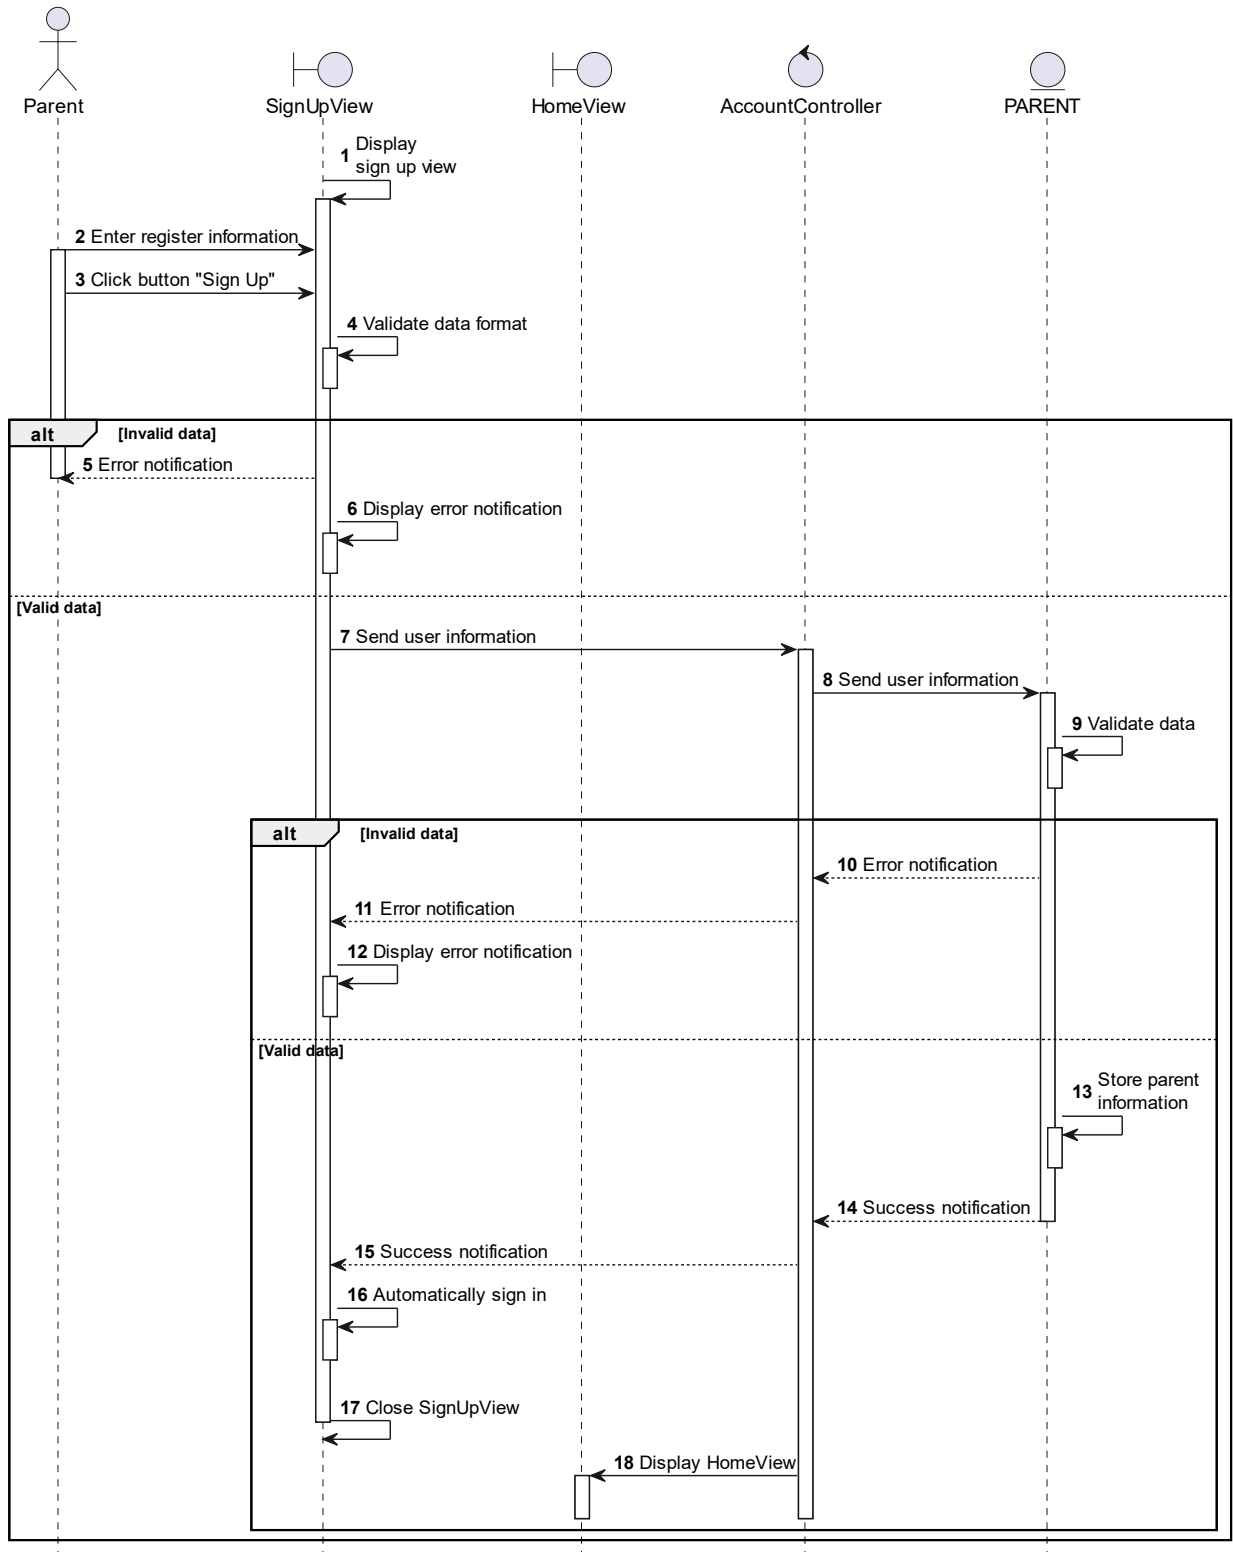 Parent
SignUpView
HomeView
AccountController
PARENT
1 Display
sign up view
2 Enter register information
3 Click button "Sign Up"
4 Validate data format
alt [Invalid data]
5 Error notification
6 Display error notification
[Valid data]
7 Send user information
8 Send user information
9 Validate data
alt [Invalid data]
10 Error notification
11 Error notification
12 Display error notification
[Valid data]
13 Store parent
information
14 Success notification
15 Success notification
16 Automatically sign in
17 Close SignUpView
18 Display HomeView